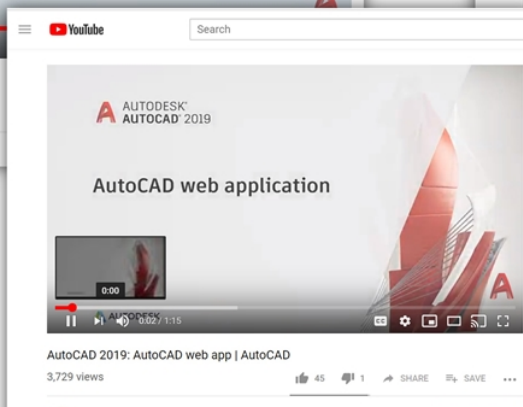 YouTube
Search
AUTODESK®
AUTOCAD® 2019
AutoCAD web application
0:00
0:02 / 1:15
CC
AutoCAD 2019: AutoCAD web app | AutoCAD
3,729 views
45
1
SHARE
SAVE